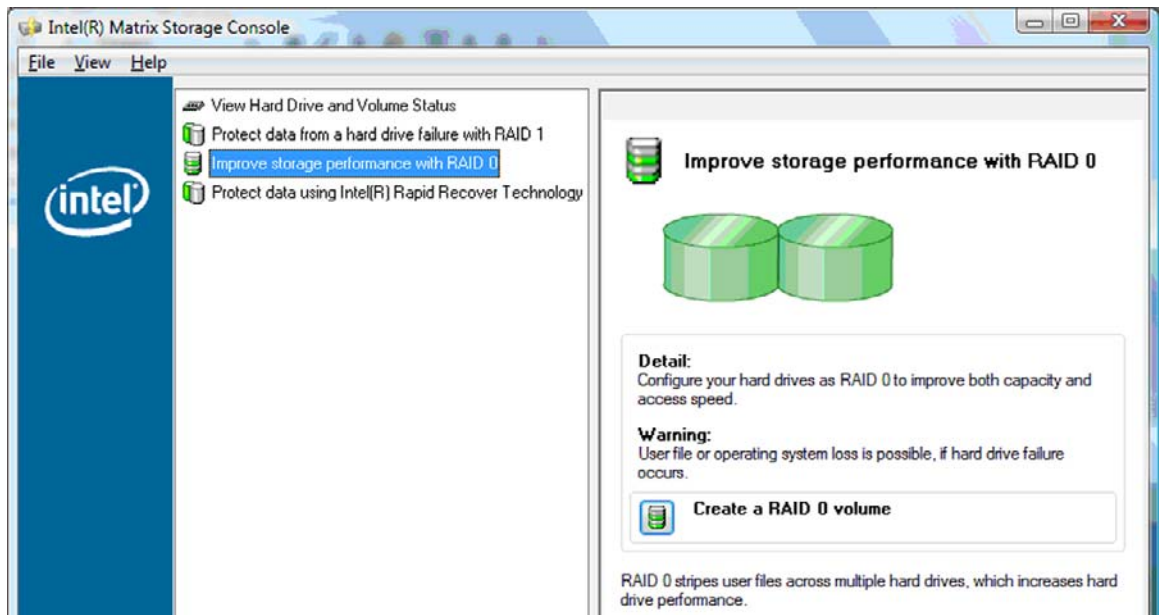 Intel(R) Matrix Storage Console
File View Help
intel
View Hard Drive and Volume Status
Protect data from a hard drive failure with RAID 1
Improve storage performance with RAID 0
Protect data using Intel(R) Rapid Recover Technology
Improve storage performance with RAID 0
Detail:
Configure your hard drives as RAID 0 to improve both capacity and
access speed.
Warning:
User file or operating system loss is possible, if hard drive failure
occurs.
Create a RAID 0 volume
RAID 0 stripes user files across multiple hard drives, which increases hard
drive performance.